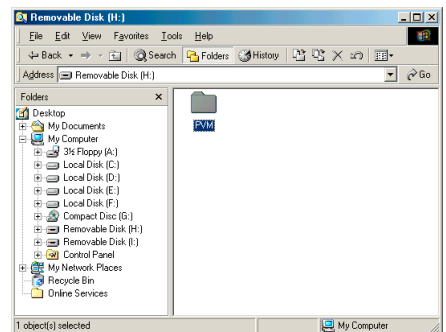 Removable Disk (H:)
File Edit View Favorites Tools Help
Back Search Folders History
Address Removable Disk (H:) Go
Folders
Desktop
My Documents
My Computer
3½ Floppy (A:)
Local Disk (C:)
Local Disk (D:)
Local Disk (E:)
Local Disk (F:)
Compact Disc (G:)
Removable Disk (H:)
Removable Disk (I:)
Control Panel
My Network Places
Recycle Bin
Online Services
PVM
1 object(s) selected
My Computer